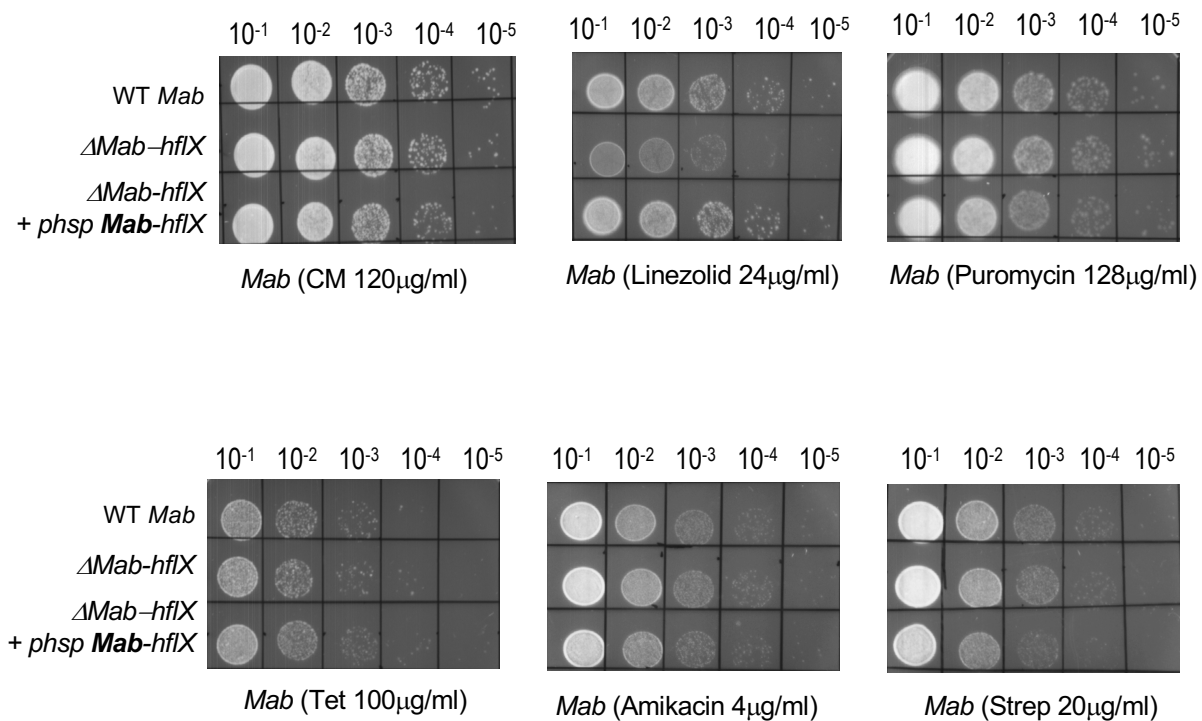 10-1 10-2 10-3 10-4 10-5 10-1 10-2 10-3 10-4 10-5 10-1 10-2 10-3 10-4 10-5
WT Mab
ΔMab–hflX
ΔMab-hflX
+ phsp Mab-hflX
Mab (CM 120μg/ml) Mab (Linezolid 24μg/ml) Mab (Puromycin 128μg/ml)
10-1 10-2 10-3 10-4 10-5 10-1 10-2 10-3 10-4 10-5 10-1 10-2 10-3 10-4 10-5
WT Mab
ΔMab-hflX
ΔMab–hflX
+ phsp Mab-hflX
Mab (Tet 100μg/ml) Mab (Amikacin 4μg/ml) Mab (Strep 20μg/ml)